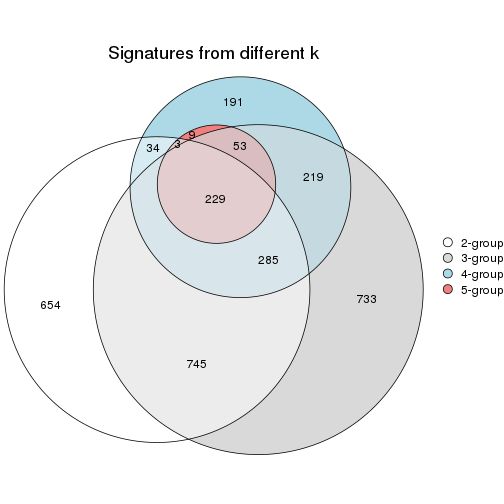 Signatures from different k
191
9
34
3
53
219
229
285
654
733
745
2-group
3-group
4-group
5-group